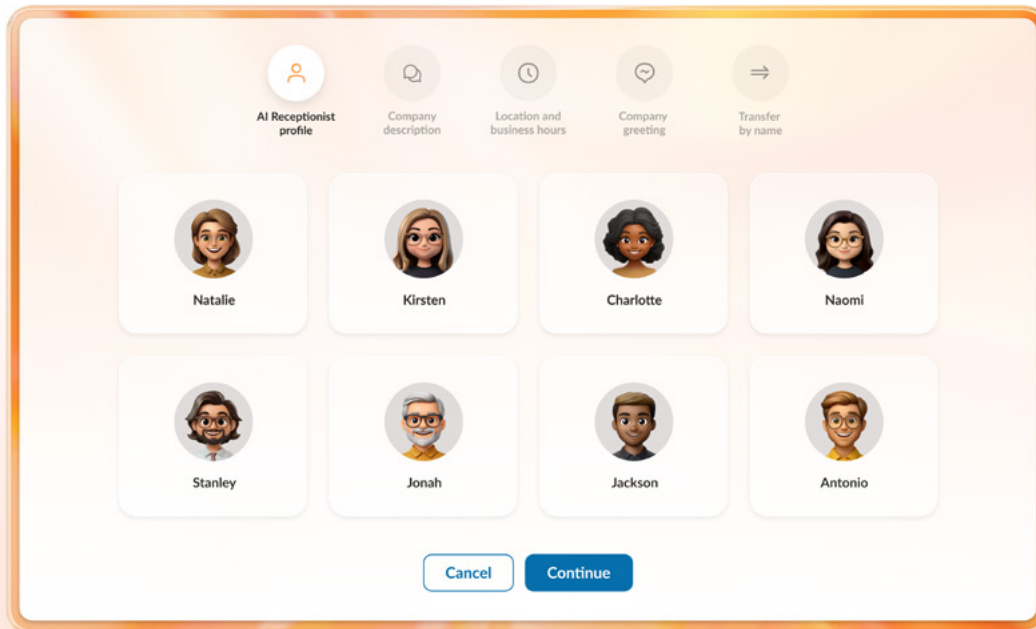 AI Receptionist
profile
Company
description
Location and
business hours
Company
greeting
Transfer
by name
Natalie
Kirsten
Charlotte
Naomi
Stanley
Jonah
Jackson
Antonio
Cancel
Continue